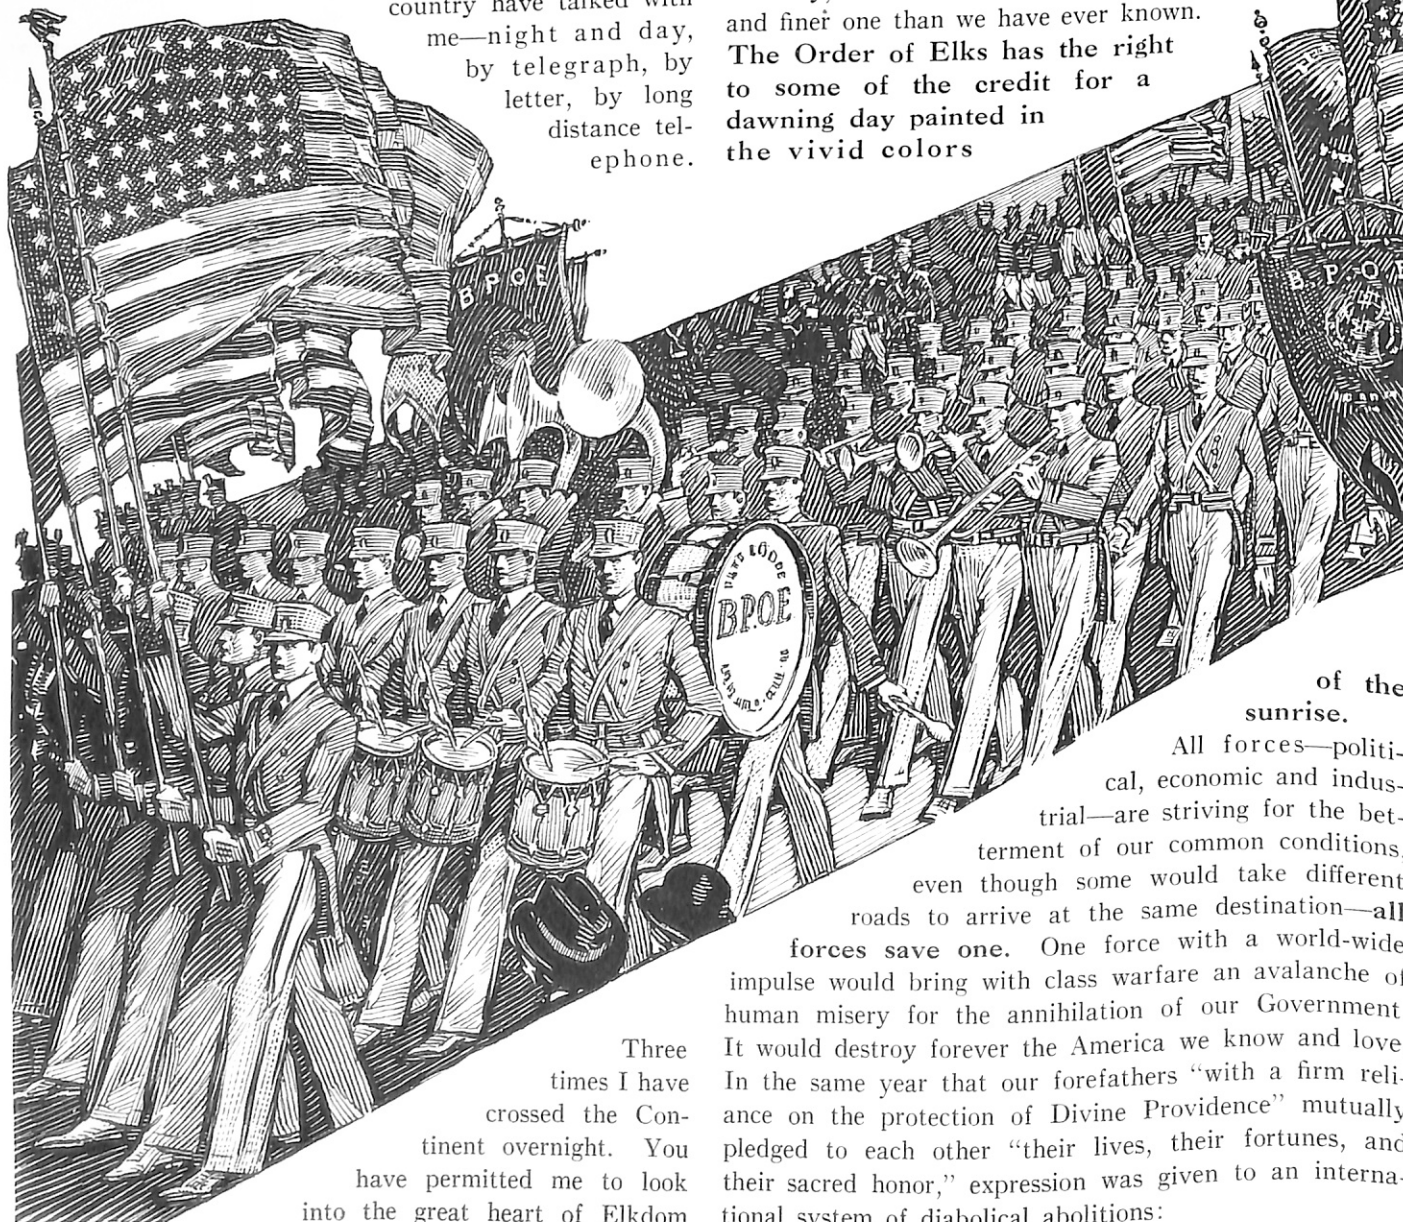 country have talked with
me—night and day,
by telegraph, by
letter, by long
distance tel-
ephone.
Three
times I have
crossed the Con-
tinent overnight. You
have permitted me to look
into the great heart of Elkdom
and finer one than we have ever known.
The Order of Elks has the right
to some of the credit for a
dawning day painted in
the vivid colors
of the
sunrise.
All forces—politi-
cal, economic and indus-
trial—are striving for the bet-
terment of our common conditions,
even though some would take different
roads to arrive at the same destination—all
forces save one. One force with a world-wide
impulse would bring with class warfare an avalanche of
human misery for the annihilation of our Government
It would destroy forever the America we know and love
In the same year that our forefathers “with a firm reli-
ance on the protection of Divine Providence” mutually
pledged to each other “their lives, their fortunes, and
their sacred honor,” expression was given to an interna-
tional system of diabolical abolitions:
BPOE
LODE
BPOE
B.P.O